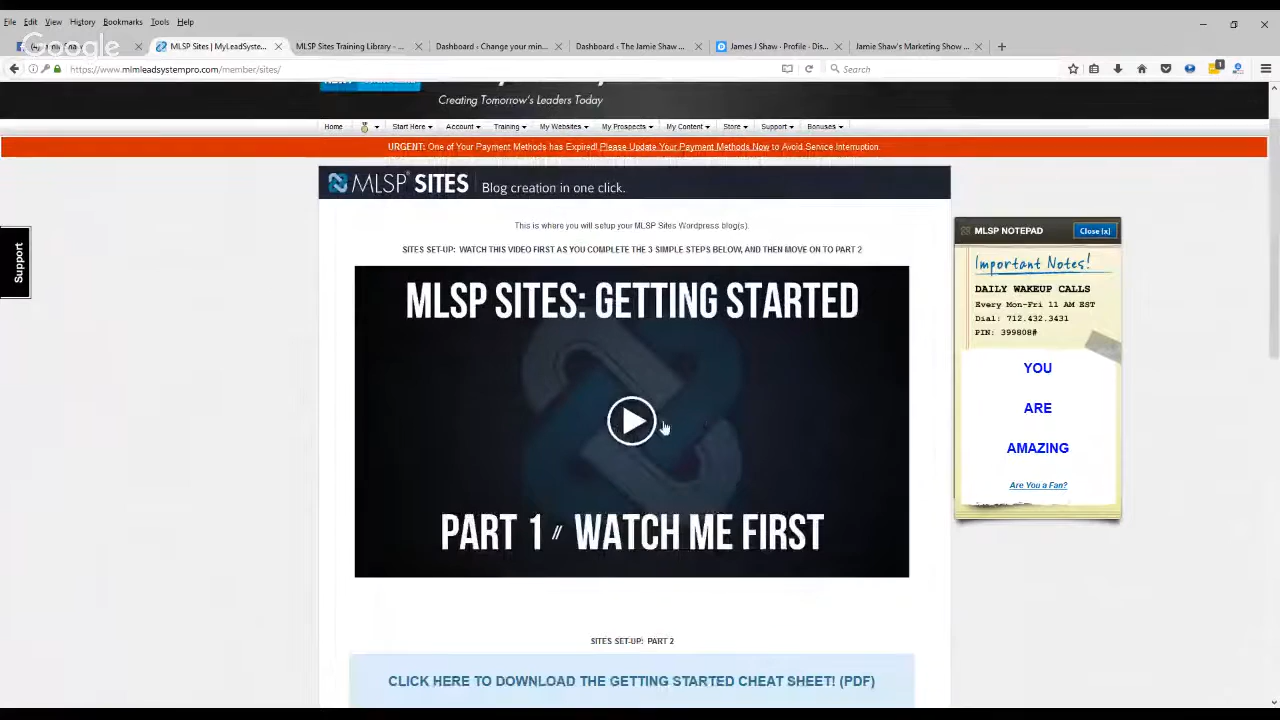 File Edit View History Bookmarks Tools Help
Google
MLSP Sites | MyLeadSyste... × MLSP Sites Training Library - ... × Dashboard ‹ Change your min... × Dashboard ‹ The Jamie Shaw ... × James J Shaw - Profile - Dis... × Jamie Shaw's Marketing Show ... ×
https://www.mlmleadsystempro.com/member/sites/ Search
1
Creating Tomorrow's Leaders Today
Home Start Here Account Training My Websites My Prospects My Content Store Support Bonuses
URGENT: One of Your Payment Methods has Expired! Please Update Your Payment Methods Now to Avoid Service Interruption.
MLSP® SITES Blog creation in one click.
This is where you will setup your MLSP Sites Wordpress blog(s).
SITES SET-UP: WATCH THIS VIDEO FIRST AS YOU COMPLETE THE 3 SIMPLE STEPS BELOW, AND THEN MOVE ON TO PART 2
MLSP SITES: GETTING STARTED
PART 1 // WATCH ME FIRST
SITES SET-UP: PART 2
CLICK HERE TO DOWNLOAD THE GETTING STARTED CHEAT SHEET! (PDF)
Support
MLSP NOTEPAD Close [x]
Important Notes!
DAILY WAKEUP CALLS
Every Mon-Fri 11 AM EST
Dial: 712.432.3431
PIN: 399808#
YOU
ARE
AMAZING
Are You a Fan?